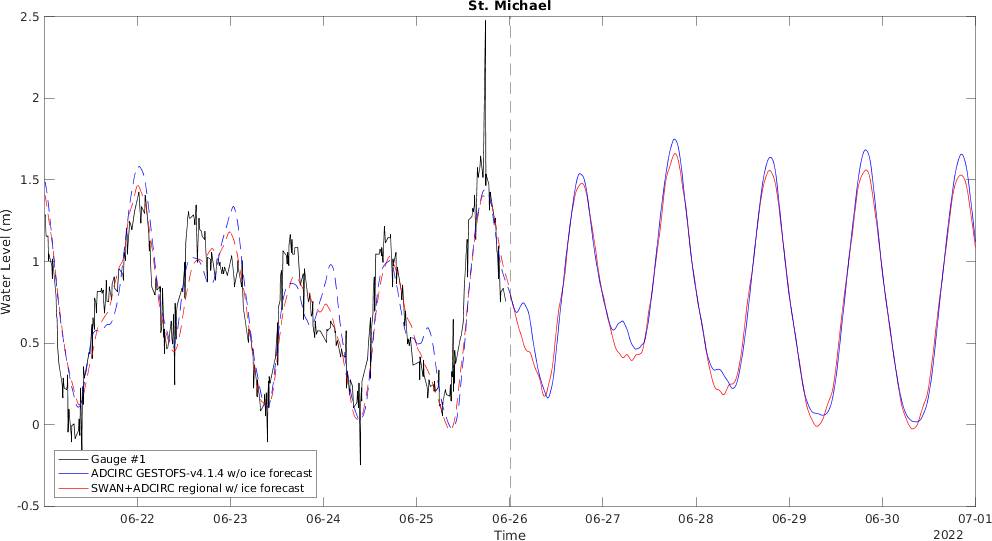 St. Michael
2.5
2
1.5
1
0.5
0
-0.5
Water Level (m)
Gauge #1
ADCIRC GESTOFS-v4.1.4 w/o ice forecast
SWAN+ADCIRC regional w/ ice forecast
06-22 06-23 06-24 06-25 06-26 06-27 06-28 06-29 06-30 07-01
Time
2022